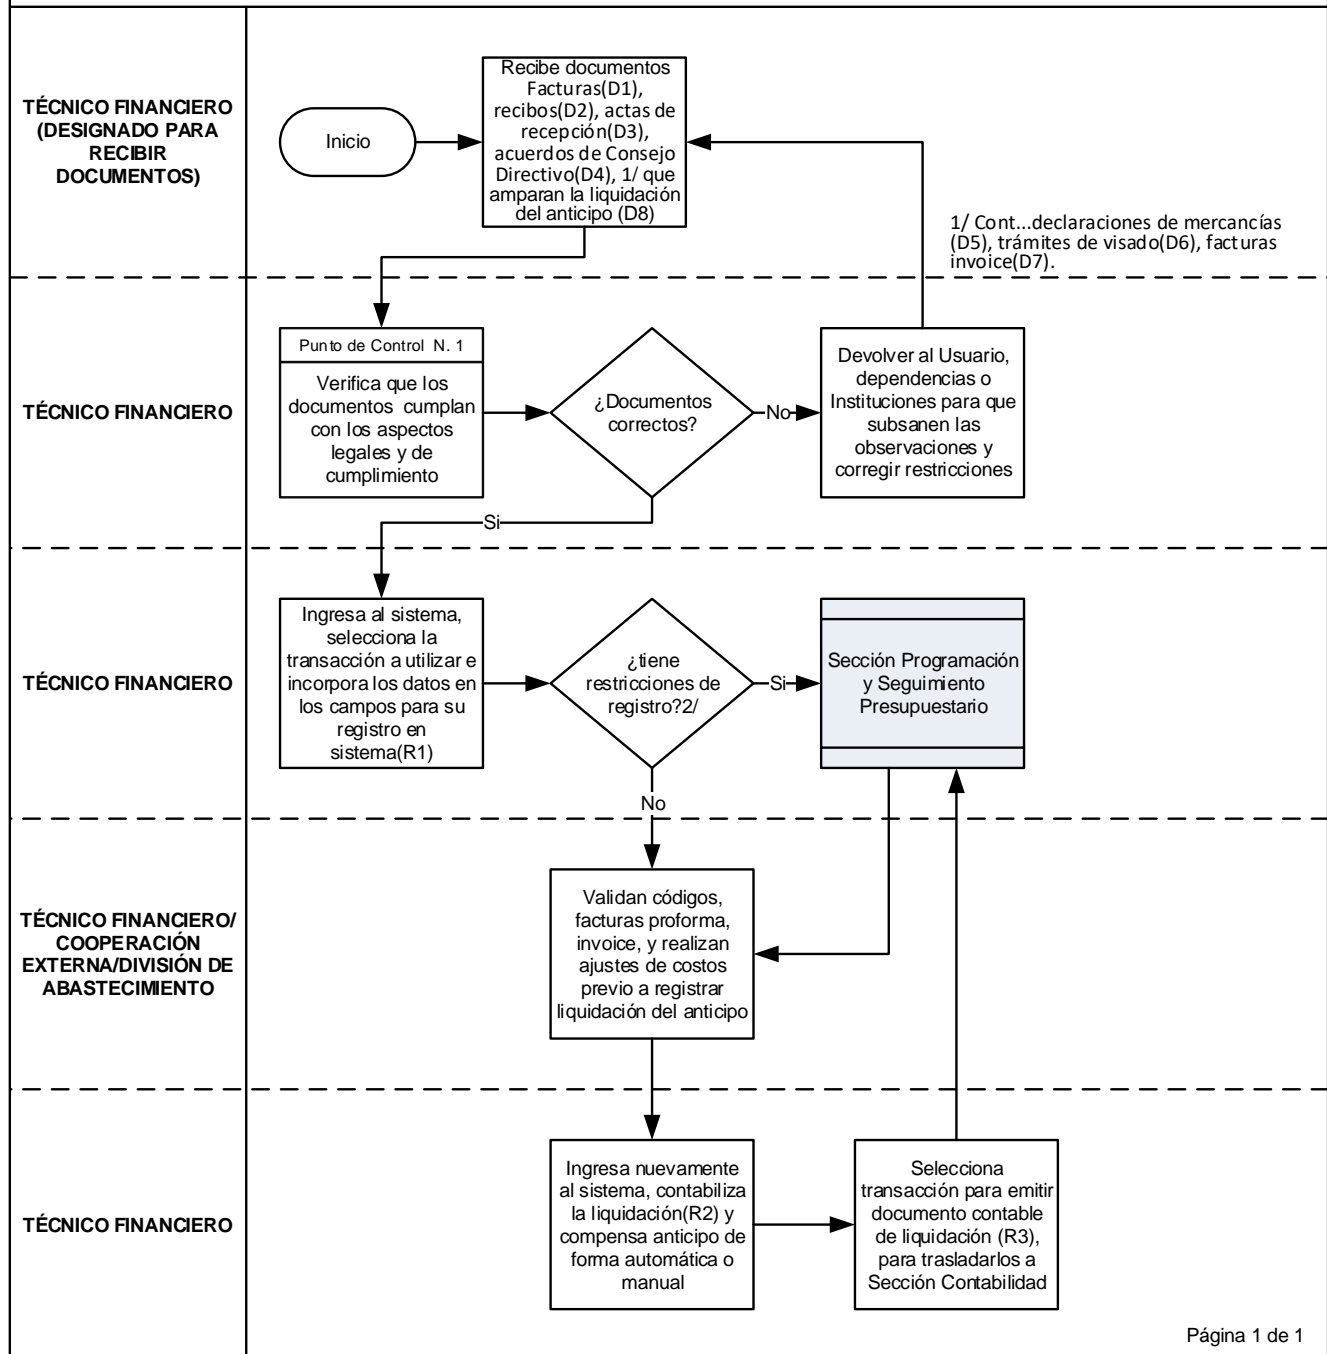 TÉCNICO FINANCIERO
(DESIGNADO PARA
RECIBIR
DOCUMENTOS)
Inicio
Recibe documentos
Facturas(D1),
recibos(D2), actas de
recepción(D3),
acuerdos de Consejo
Directivo(D4), 1/ que
amparan la liquidación
del anticipo (D8)
1/ Cont...declaraciones de mercancías
(D5), trámites de visado(D6), facturas
invoice(D7).
TÉCNICO FINANCIERO
Punto de Control N. 1
Verifica que los
documentos cumplan
con los aspectos
legales y de
cumplimiento
¿Documentos
correctos?
No
Devolver al Usuario,
dependencias o
Instituciones para que
subsanen las
observaciones y
corregir restricciones
Si
TÉCNICO FINANCIERO
Ingresa al sistema,
selecciona la
transacción a utilizar e
incorpora los datos en
los campos para su
registro en
sistema(R1)
¿tiene
restricciones de
registro?2/
Si
Sección Programación
y Seguimiento
Presupuestario
No
TÉCNICO FINANCIERO/
COOPERACIÓN
EXTERNA/DIVISIÓN DE
ABASTECIMIENTO
Validan códigos,
facturas proforma,
invoice, y realizan
ajustes de costos
previo a registrar
liquidación del anticipo
TÉCNICO FINANCIERO
Ingresa nuevamente
al sistema, contabiliza
la liquidación(R2) y
compensa anticipo de
forma automática o
manual
Selecciona
transacción para emitir
documento contable
de liquidación (R3),
para trasladarlos a
Sección Contabilidad
Página 1 de 1